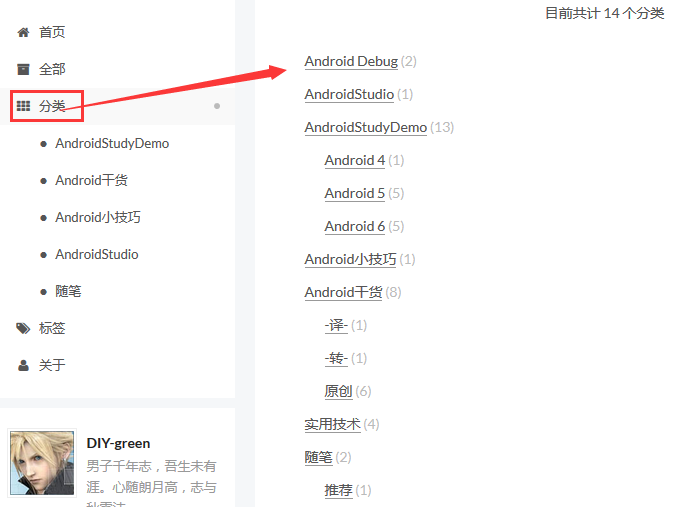 首页
全部
分类
AndroidStudyDemo
Android干货
Android小技巧
AndroidStudio
随笔
标签
关于
DIY-green
男子千年志，吾生未有
涯。心随朗月高，志与
目前共计 14 个分类
Android Debug (2)
AndroidStudio (1)
AndroidStudyDemo (13)
Android 4 (1)
Android 5 (5)
Android 6 (5)
Android小技巧 (1)
Android干货 (8)
-译- (1)
-转- (1)
原创 (6)
实用技术 (4)
随笔 (2)
推荐 (1)